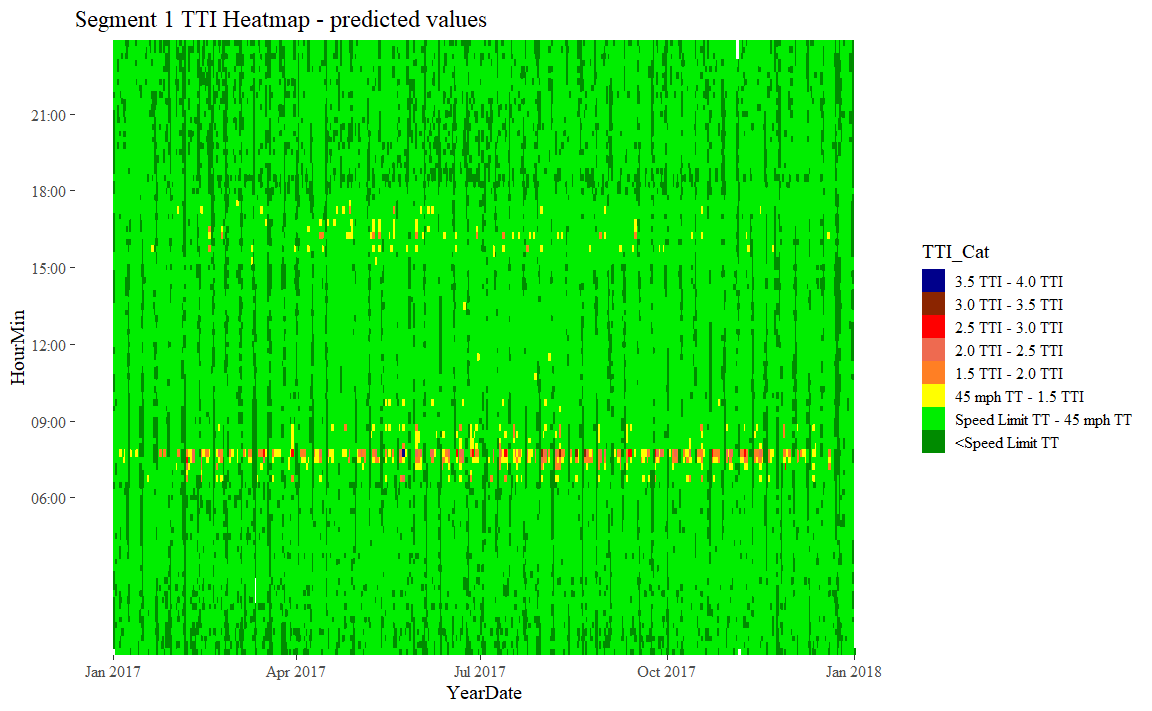 Segment 1 TTI Heatmap - predicted values
21:00
18:00
15:00
12:00
09:00
06:00
HourMin
Jan 2017
Apr 2017
Jul 2017
Oct 2017
Jan 2018
YearDate
TTI_Cat
3.5 TTI - 4.0 TTI
3.0 TTI - 3.5 TTI
2.5 TTI - 3.0 TTI
2.0 TTI - 2.5 TTI
1.5 TTI - 2.0 TTI
45 mph TT - 1.5 TTI
Speed Limit TT - 45 mph TT
<Speed Limit TT